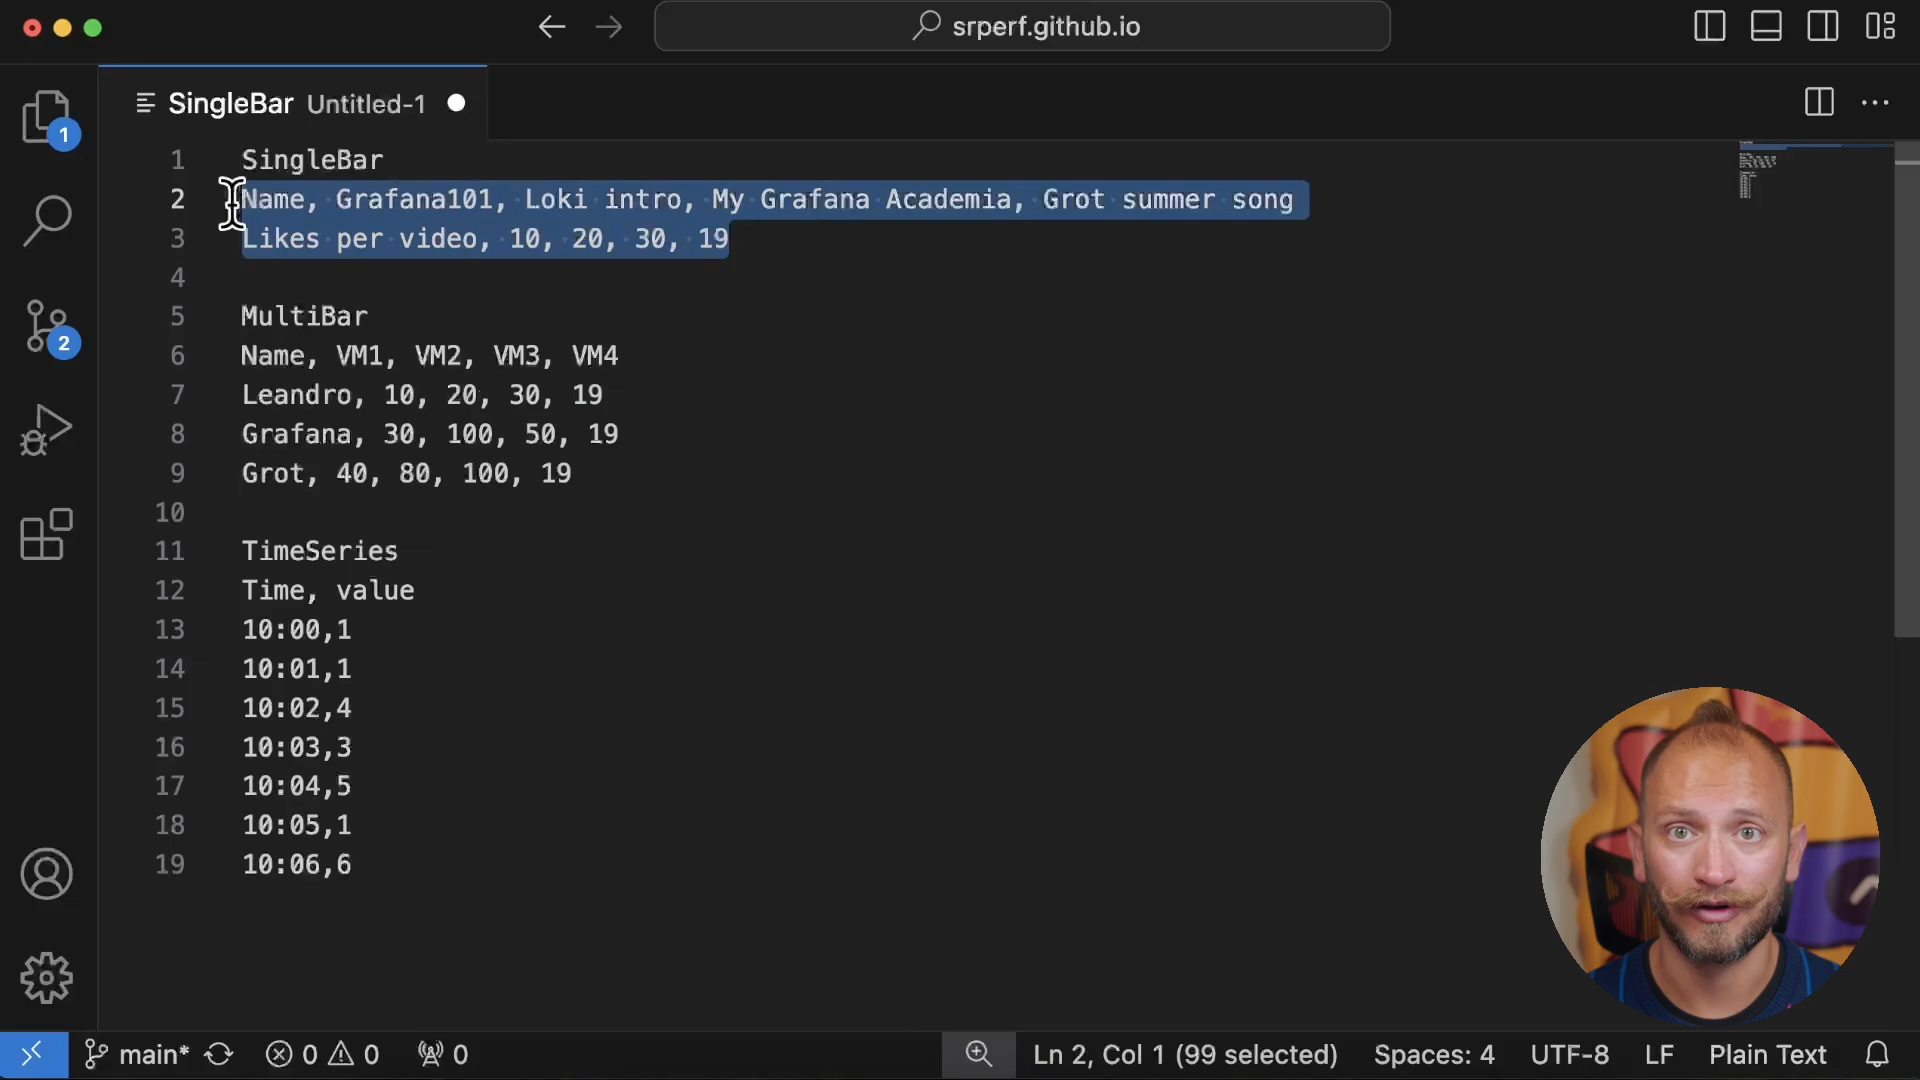 srperf.github.io
SingleBar Untitled-1
1
1 SingleBar
2 Name, Grafana101, Loki intro, My Grafana Academia, Grot summer song
3 Likes per video, 10, 20, 30, 19
4
5 MultiBar
6 Name, VM1, VM2, VM3, VM4
7 Leandro, 10, 20, 30, 19
8 Grafana, 30, 100, 50, 19
9 Grot, 40, 80, 100, 19
10
11 TimeSeries
12 Time, value
13 10:00,1
14 10:01,1
15 10:02,4
16 10:03,3
17 10:04,5
18 10:05,1
19 10:06,6
2
main* 0 0 0 Ln 2, Col 1 (99 selected) Spaces: 4 UTF-8 LF Plain Text